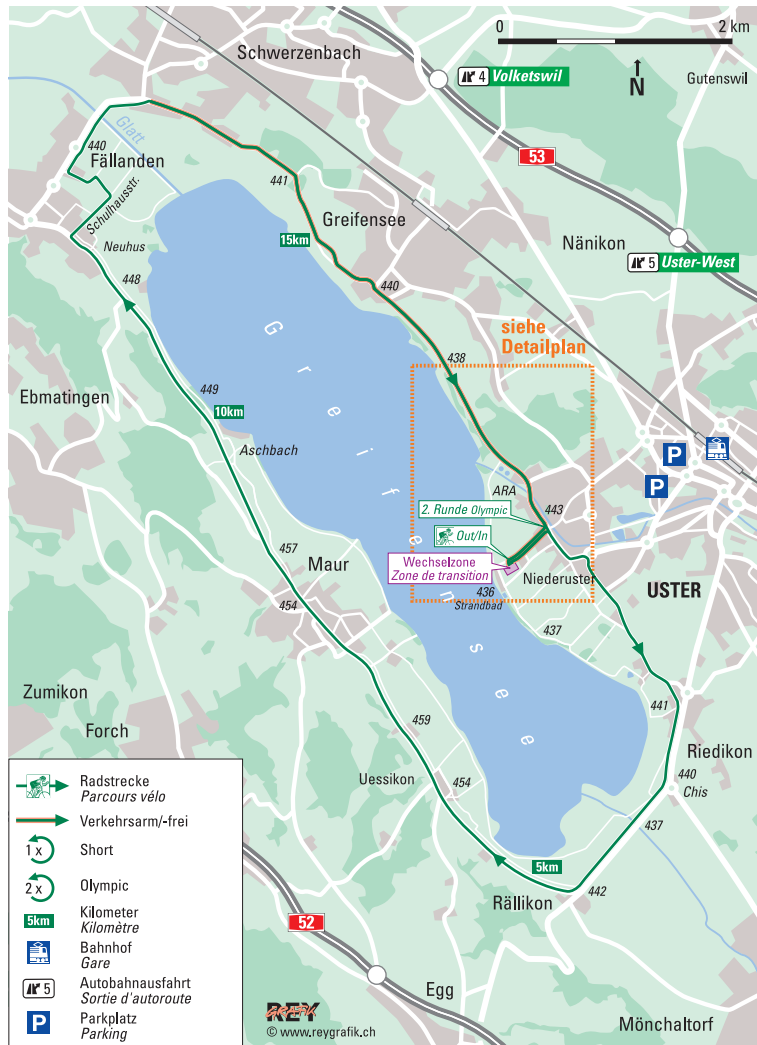 Schwerzenbach
0 2 km
4 Volketswil
N
Gutenswil
53
Glatt
440
Fällanden
Schulhausstr.
441
Greifensee
15km
Nänikon
5 Uster-West
Neuhus
448
440
siehe
Detailplan
438
Greifensee
449
Ebmatingen
10km
Aschbach
P
P
ARA
2. Runde Olympic
443
Out/In
Wechselzone
Zone de transition
457
Maur
454
436
Strandbad
Niederuster
USTER
437
Zumikon
Forch
459
441
Riedikon
Uessikon
454
440
Chis
437
5km
Rällikon
442
52
Egg
Mönchaltorf
Radstrecke
Parcours vélo
Verkehrsarm/-frei
1 x Short
2 x Olympic
5km Kilometer
Kilomètre
Bahnhof
Gare
5 Autobahnausfahrt
Sortie d'autoroute
P Parkplatz
Parking
REY
GRAFIK
© www.reygrafik.ch